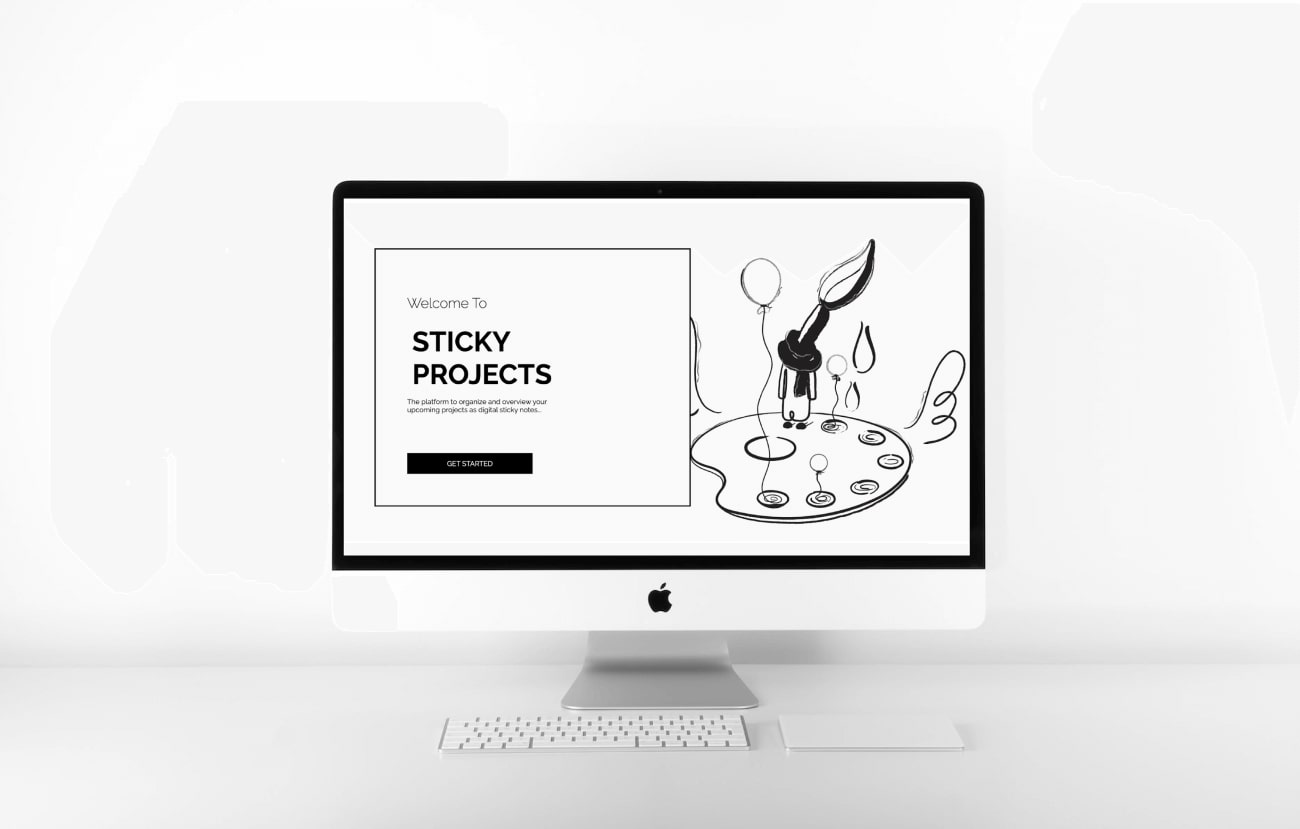 Welcome To
STICKY
PROJECTS
The platform to organize and overview your
upcoming projects as digital sticky notes...
GET STARTED